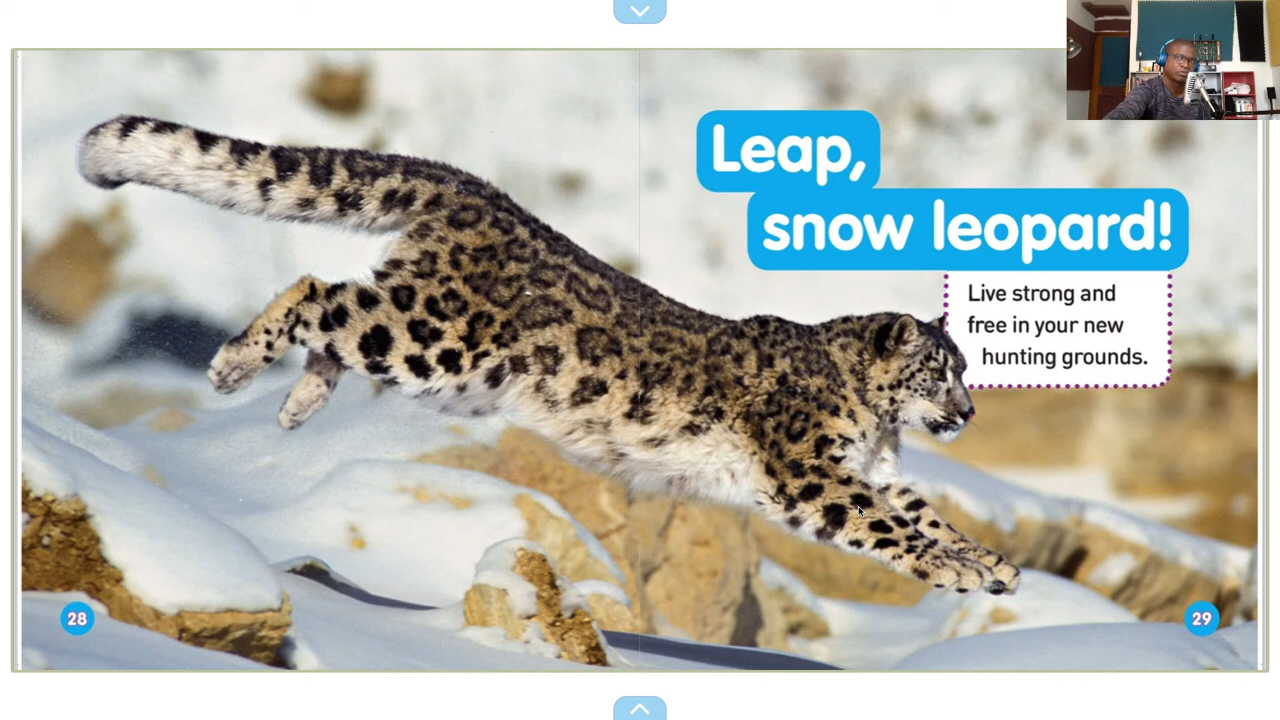 Leap,
snow leopard!
Live strong and
free in your new
hunting grounds.
28
29